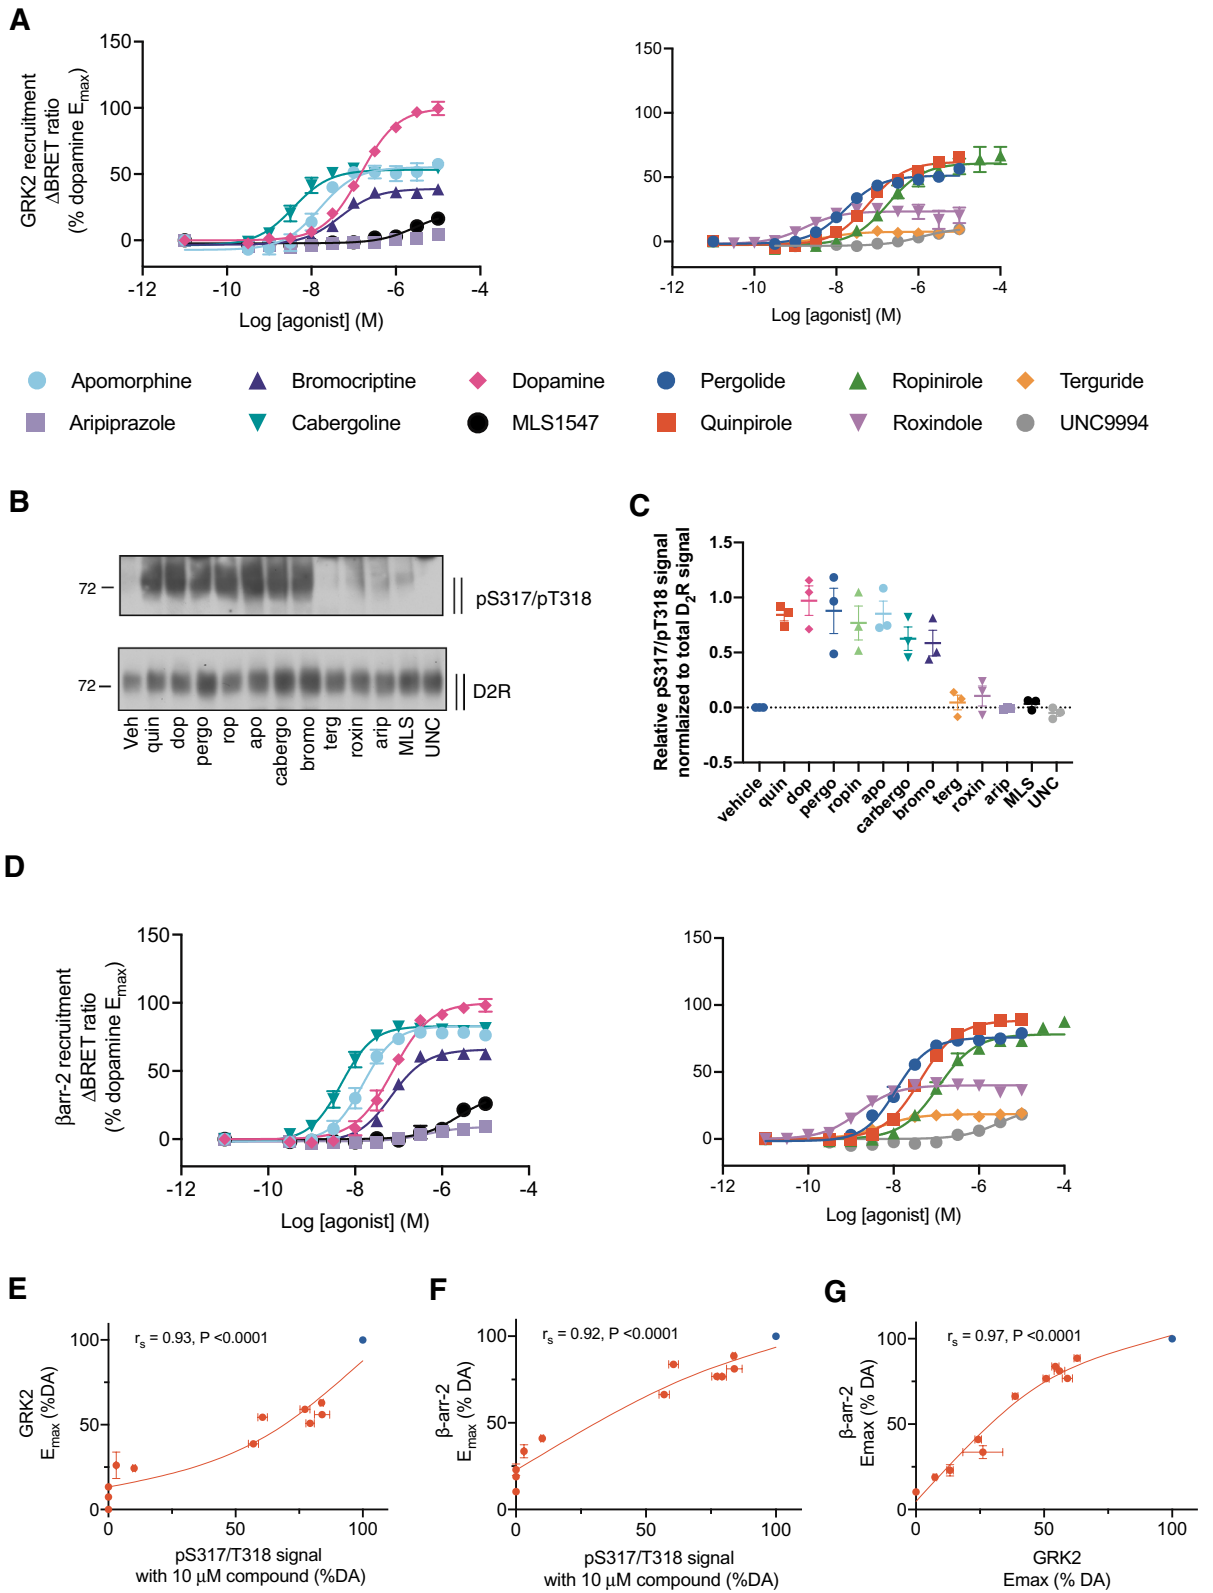 A
GRK2 recruitment
ΔBRET ratio
(% dopamine Emax)
150
100
50
0
-12
-10
-8
-6
-4
Log [agonist] (M)
150
100
50
0
-12
-10
-8
-6
-4
Log [agonist] (M)
Apomorphine
Bromocriptine
Dopamine
Pergolide
Ropinirole
Terguride
Aripiprazole
Cabergoline
MLS1547
Quinpirole
Roxindole
UNC9994
B
72
pS317/pT318
72
D2R
Veh
quin
dop
pergo
rop
apo
cabergo
bromo
terg
roxin
arip
MLS
UNC
C
Relative pS317/pT318 signal
normlaized to total D2R signal
1.5
1.0
0.5
0.0
-0.5
vehicle
quin
dop
pergo
ropin
apo
carbergo
bromo
terg
roxin
arip
MLS
UNC
D
βarr-2 recruitment
ΔBRET ratio
(% dopamine Emax)
150
100
50
0
-12
-10
-8
-6
-4
Log [agonist] (M)
150
100
50
0
-12
-10
-8
-6
-4
Log [agonist] (M)
E
GRK2
Emax (%DA)
rs = 0.93, P <0.0001
100
50
0
0
50
100
pS317/T318 signal
with 10 μM compound (%DA)
F
β-arr-2
Emax (% DA)
rs = 0.92, P <0.0001
100
50
0
0
50
100
pS317/T318 signal
with 10 μM compound (%DA)
G
β-arr-2
Emax (% DA)
rs = 0.97, P <0.0001
100
50
0
0
50
100
GRK2
Emax (% DA)